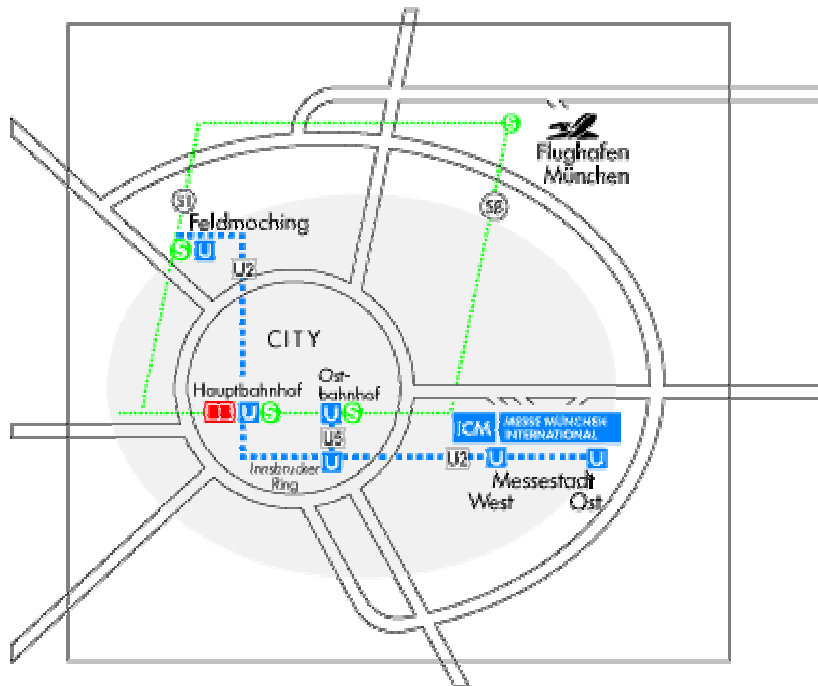 S
Flughafen
München
S1
S8
Feldmoching
S U
U2
CITY
Hauptbahnhof
Ost-
bahnhof
U S
U S
U5
ICM
MESSE MÜNCHEN
INTERNATIONAL
Innsbrucker
Ring
U
U2
U
U
Messestadt
West
Ost